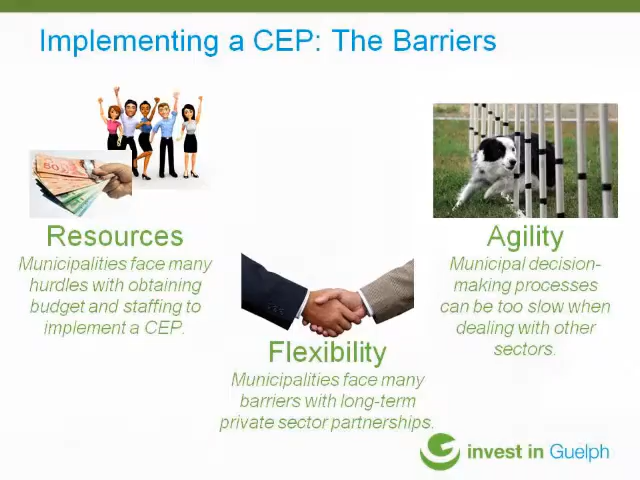 Implementing a CEP: The Barriers
Resources
Municipalities face many
hurdles with obtaining
budget and staffing to
implement a CEP.
Flexibility
Municipalities face many
barriers with long-term
private sector partnerships.
Agility
Municipal decision-
making processes
can be too slow when
dealing with other
sectors.
invest in Guelph